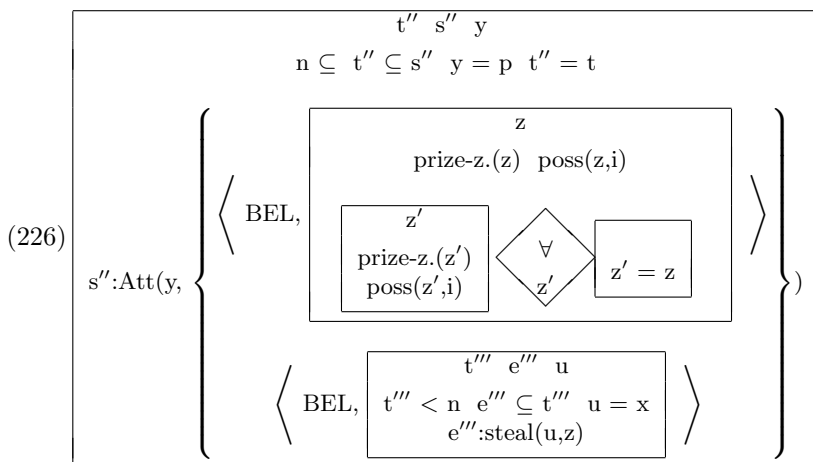 t′′ s′′ y
n ⊆ t′′ ⊆ s′′ y = p t′′ = t
z
prize-z.(z) poss(z,i)
(226) s′′:Att(y, { ⟨ BEL, z′ ∀ ⟩ } )
prize-z.(z′) z′ z′ = z
poss(z′,i)
t′′′ e′′′ u
⟨ BEL, t′′′ < n e′′′ ⊆ t′′′ u = x ⟩
e′′′:steal(u,z)